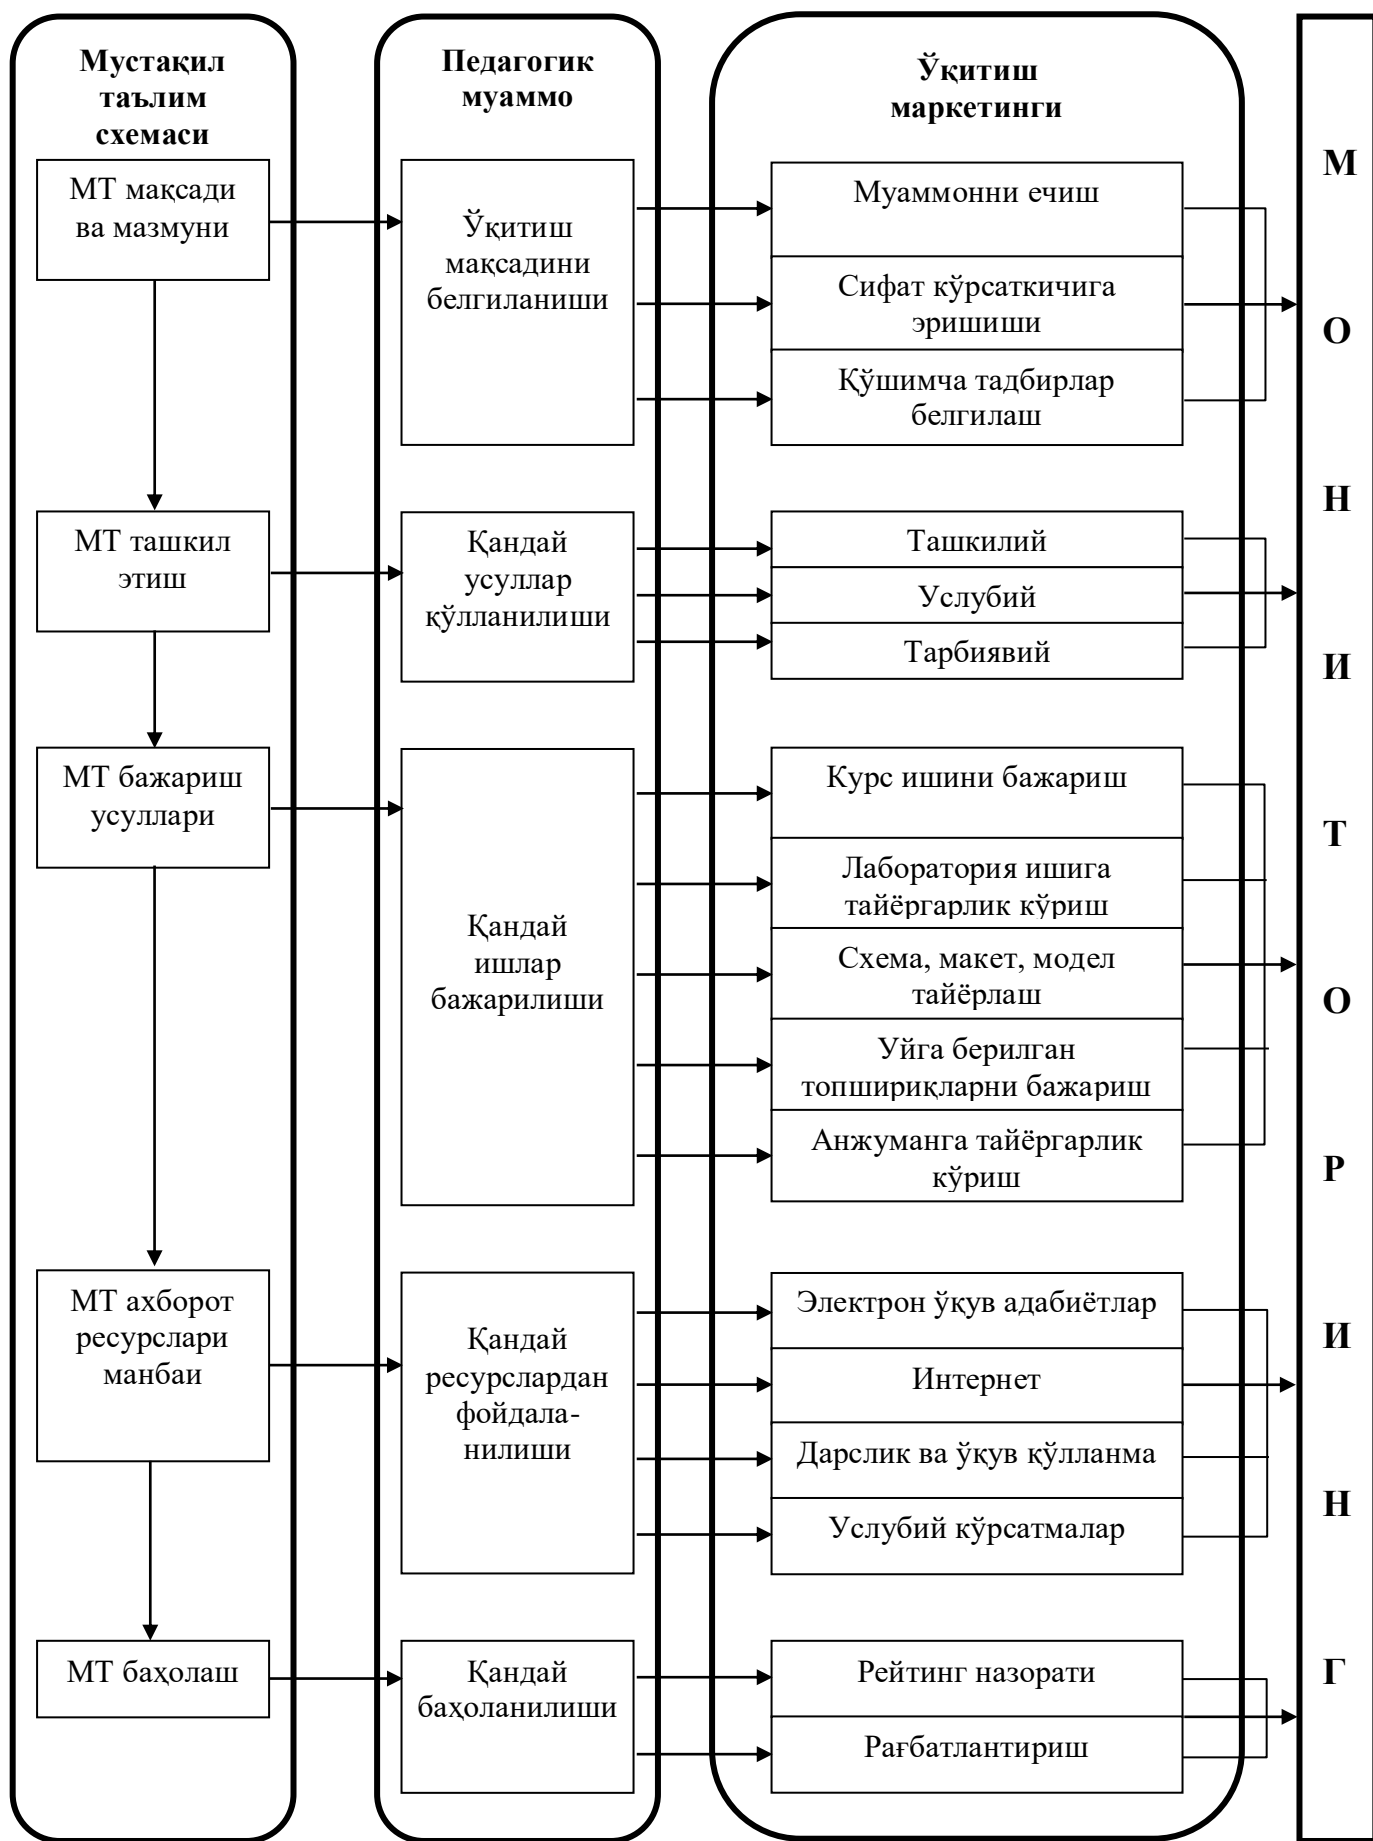 Мустақил
таълим
схемаси
МТ мақсади
ва мазмуни
МТ ташкил
этиш
МТ бажариш
усуллари
МТ ахборот
ресурслари
манбаи
МТ баҳолаш
Педагогик
муаммо
Ўқитиш
мақсадини
белгиланиши
Қандай
усуллар
қўлланилиши
Қандай
ишлар
бажарилиши
Қандай
ресурслардан
фойдала-
нилиши
Қандай
баҳоланилиши
Ўқитиш
маркетинги
Муаммонни ечиш
Сифат кўрсаткичига
эришиши
Қўшимча тадбирлар
белгилаш
Ташкилий
Услубий
Тарбиявий
Курс ишини бажариш
Лаборатория ишига
тайёргарлик кўриш
Схема, макет, модел
тайёрлаш
Уйга берилган
топшириқларни бажариш
Анжуманга тайёргарлик
кўриш
Электрон ўқув адабиётлар
Интернет
Дарслик ва ўқув қўлланма
Услубий кўрсатмалар
Рейтинг назорати
Рағбатлантириш
М
О
Н
И
Т
О
Р
И
Н
Г